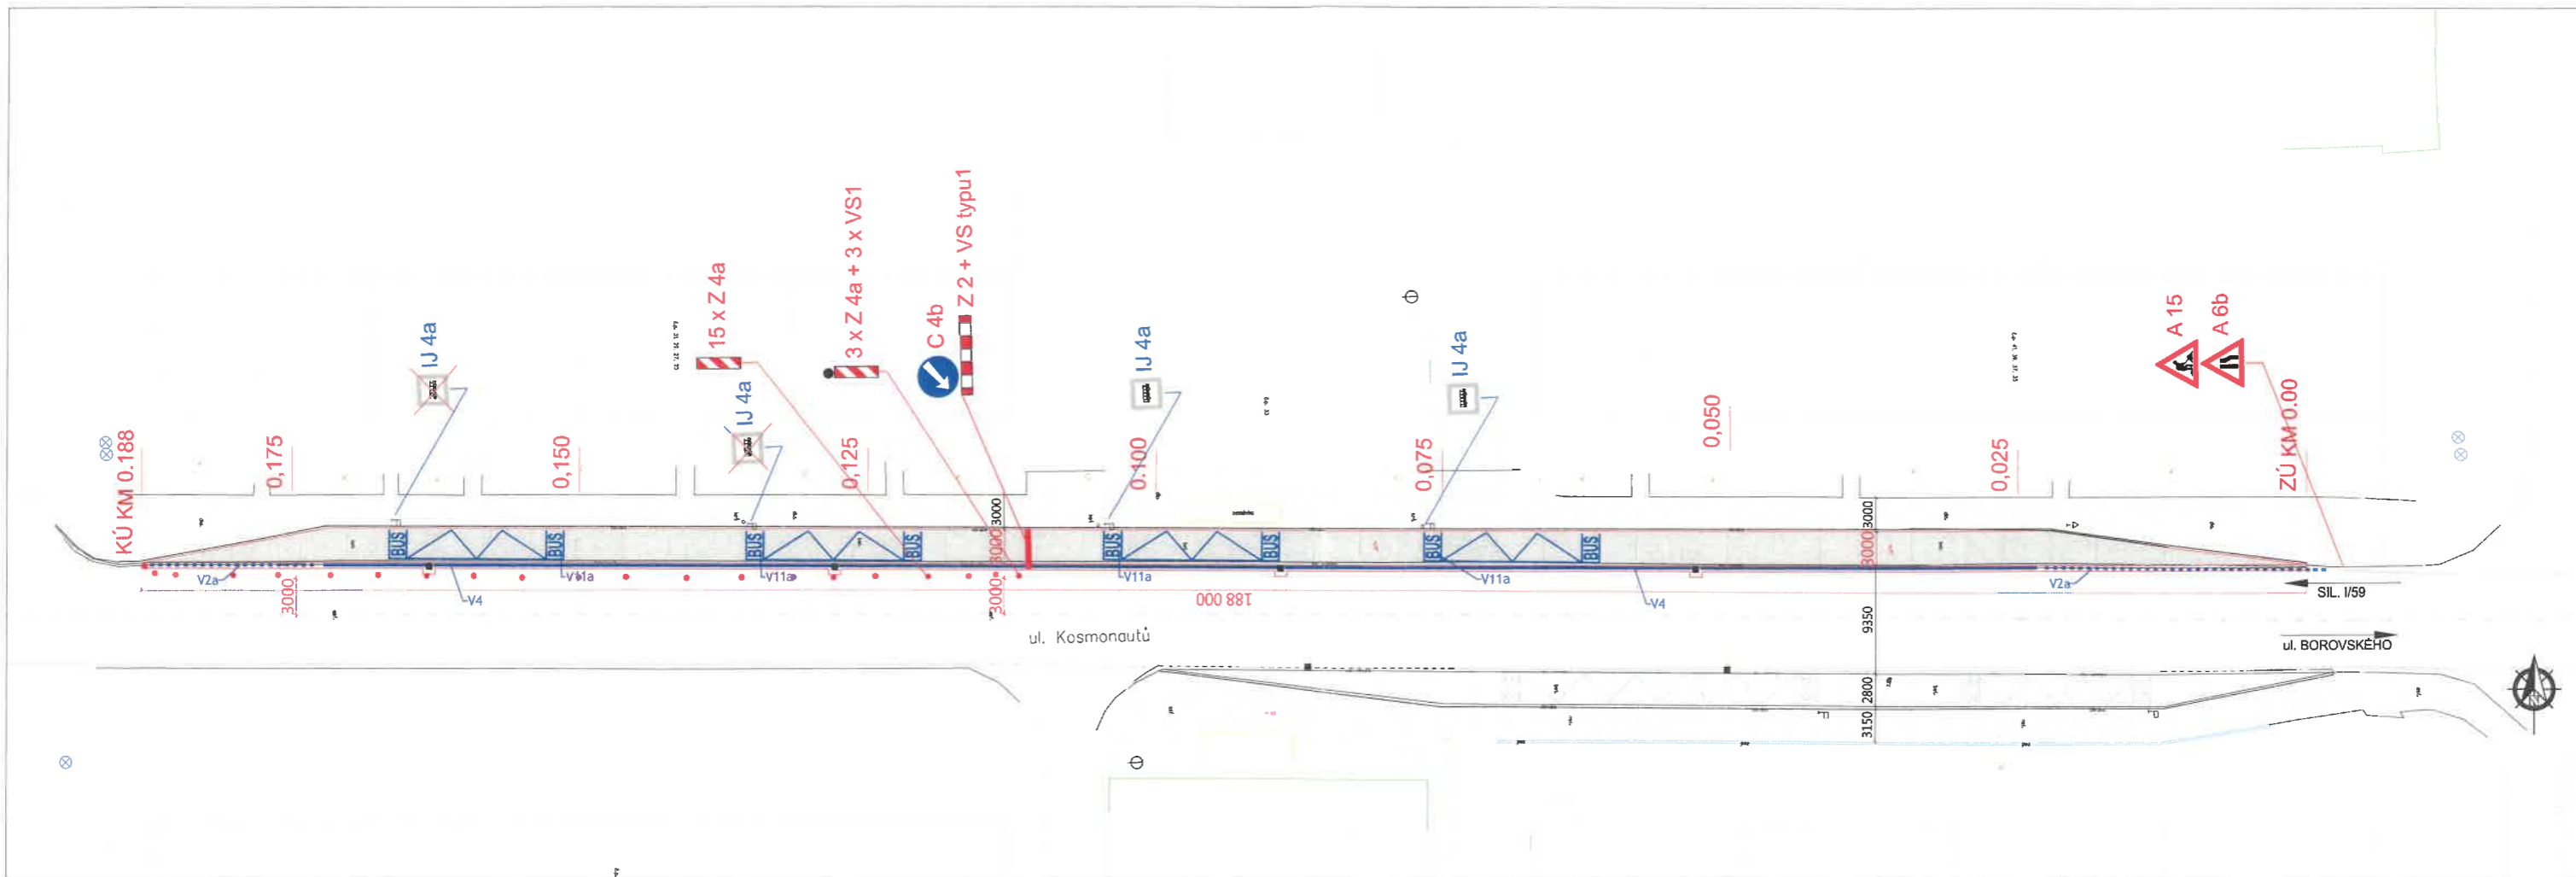 KÚ KM 0.188
0,175
0,150
0,125
0.100
0,075
0,050
0,025
ZÚ KM 0.00
IJ 4a
IJ 4a
15 x Z 4a
3 x Z 4a + 3 x VS1
C 4b
Z 2 + VS typu1
IJ 4a
IJ 4a
A 15
A 6b
BUS
BUS
BUS
BUS
BUS
BUS
BUS
BUS
3000
3000
3000
3000
3000
3000
V2a
V4
V11a
V11a
V11a
V11a
V4
V2a
188 000
9350
2800
3150
SIL. I/59
ul. BOROVSKÉHO
ul. Kosmonautů